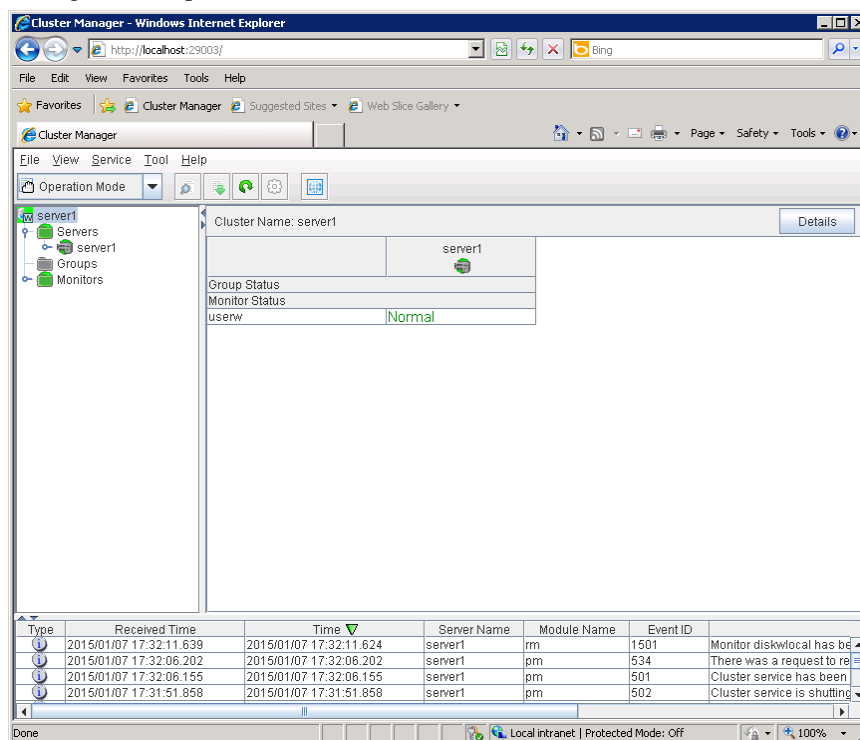 Cluster Manager - Windows Internet Explorer
http://localhost:29003/
Bing
File Edit View Favorites Tools Help
Favorites Cluster Manager Suggested Sites Web Slice Gallery
Cluster Manager Page Safety Tools
File View Service Tool Help
Operation Mode
server1
Servers
server1
Groups
Monitors
Cluster Name: server1 Details
server1
Group Status
Monitor Status
userw Normal
Type Received Time Time Server Name Module Name Event ID
2015/01/07 17:32:11.639 2015/01/07 17:32:11.624 server1 rm 1501 Monitor diskwlocal has be
2015/01/07 17:32:06.202 2015/01/07 17:32:06.202 server1 pm 534 There was a request to re
2015/01/07 17:32:06.155 2015/01/07 17:32:06.155 server1 pm 501 Cluster service has been
2015/01/07 17:31:51.858 2015/01/07 17:31:51.858 server1 pm 502 Cluster service is shutting
Done Local intranet | Protected Mode: Off 100%